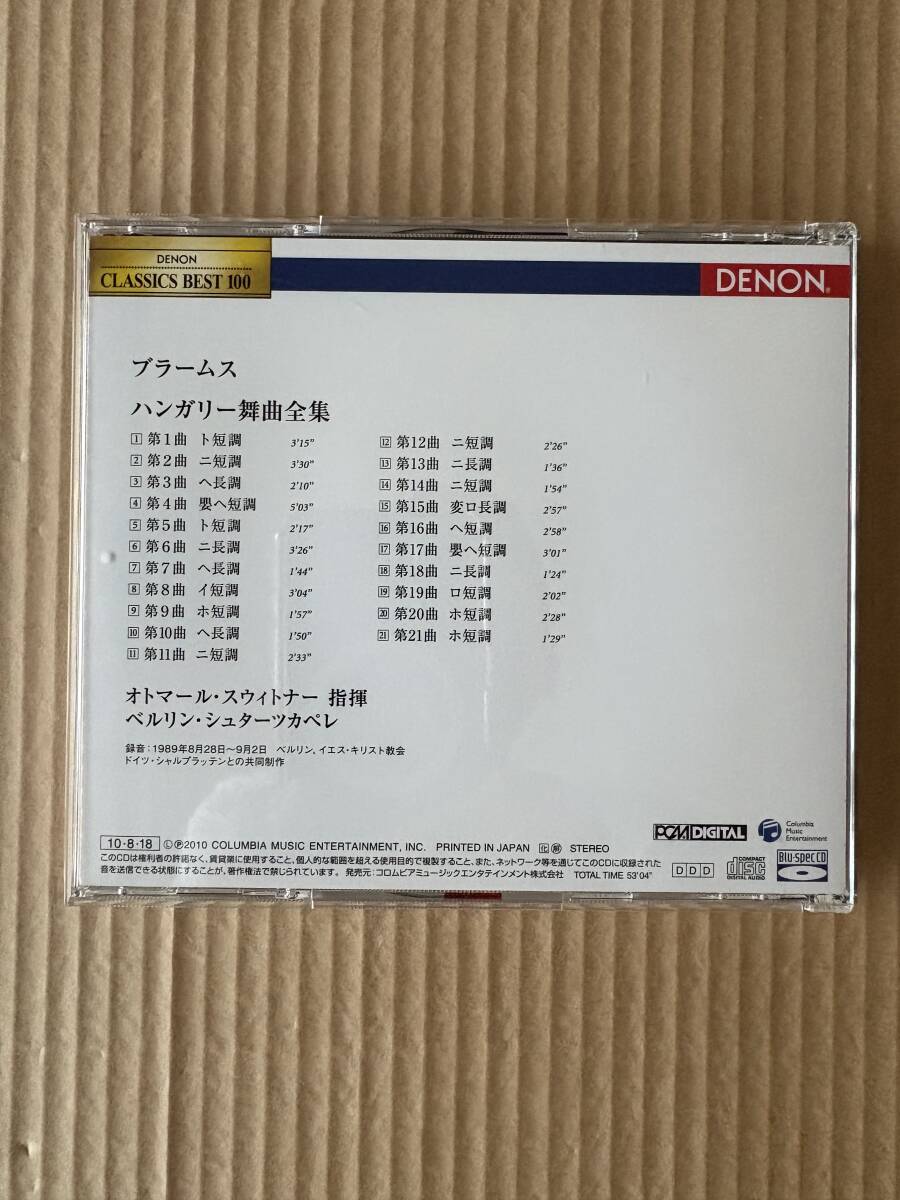 DENON
CLASSICS BEST 100
DENON
ブラームス
ハンガリー舞曲全集
1 第1曲 ト短調 3'15"
2 第2曲 ニ短調 3'30"
3 第3曲 ヘ長調 2'10"
4 第4曲 嬰ヘ短調 5'03"
5 第5曲 ト短調 2'17"
6 第6曲 ニ長調 3'26"
7 第7曲 ヘ長調 1'44"
8 第8曲 イ短調 3'04"
9 第9曲 ホ短調 1'57"
10 第10曲 ヘ長調 1'50"
11 第11曲 ニ短調 2'33"
12 第12曲 ニ短調 2'26"
13 第13曲 ニ長調 1'36"
14 第14曲 ニ短調 1'54"
15 第15曲 変ロ長調 2'57"
16 第16曲 ヘ短調 2'58"
17 第17曲 嬰ヘ短調 3'01"
18 第18曲 ニ長調 1'24"
19 第19曲 ロ短調 2'02"
20 第20曲 ホ短調 2'28"
21 第21曲 ホ短調 1'29"
オトマール・スウィトナー 指揮
ベルリン・シュターツカペレ
録音:1989年8月28日〜9月2日 ベルリン、イエス・キリスト教会
ドイツ・シャルプラッテンとの共同制作
PCM DIGITAL
Columbia
Music
Entertainment
10・8・18 ©℗2010 COLUMBIA MUSIC ENTERTAINMENT, INC. PRINTED IN JAPAN STEREO
このCDは権利者の許諾なく、賃貸業に使用すること、個人的な範囲を超える使用目的で複製すること、また、ネットワーク等を通じてこのCDに収録された
音を送信できる状態にすることが、著作権法で禁じられています。 発売元:コロムビアミュージックエンタテインメント株式会社 TOTAL TIME 53'04"
DDD
COMPACT
disc
DIGITAL AUDIO
Blu-spec CD